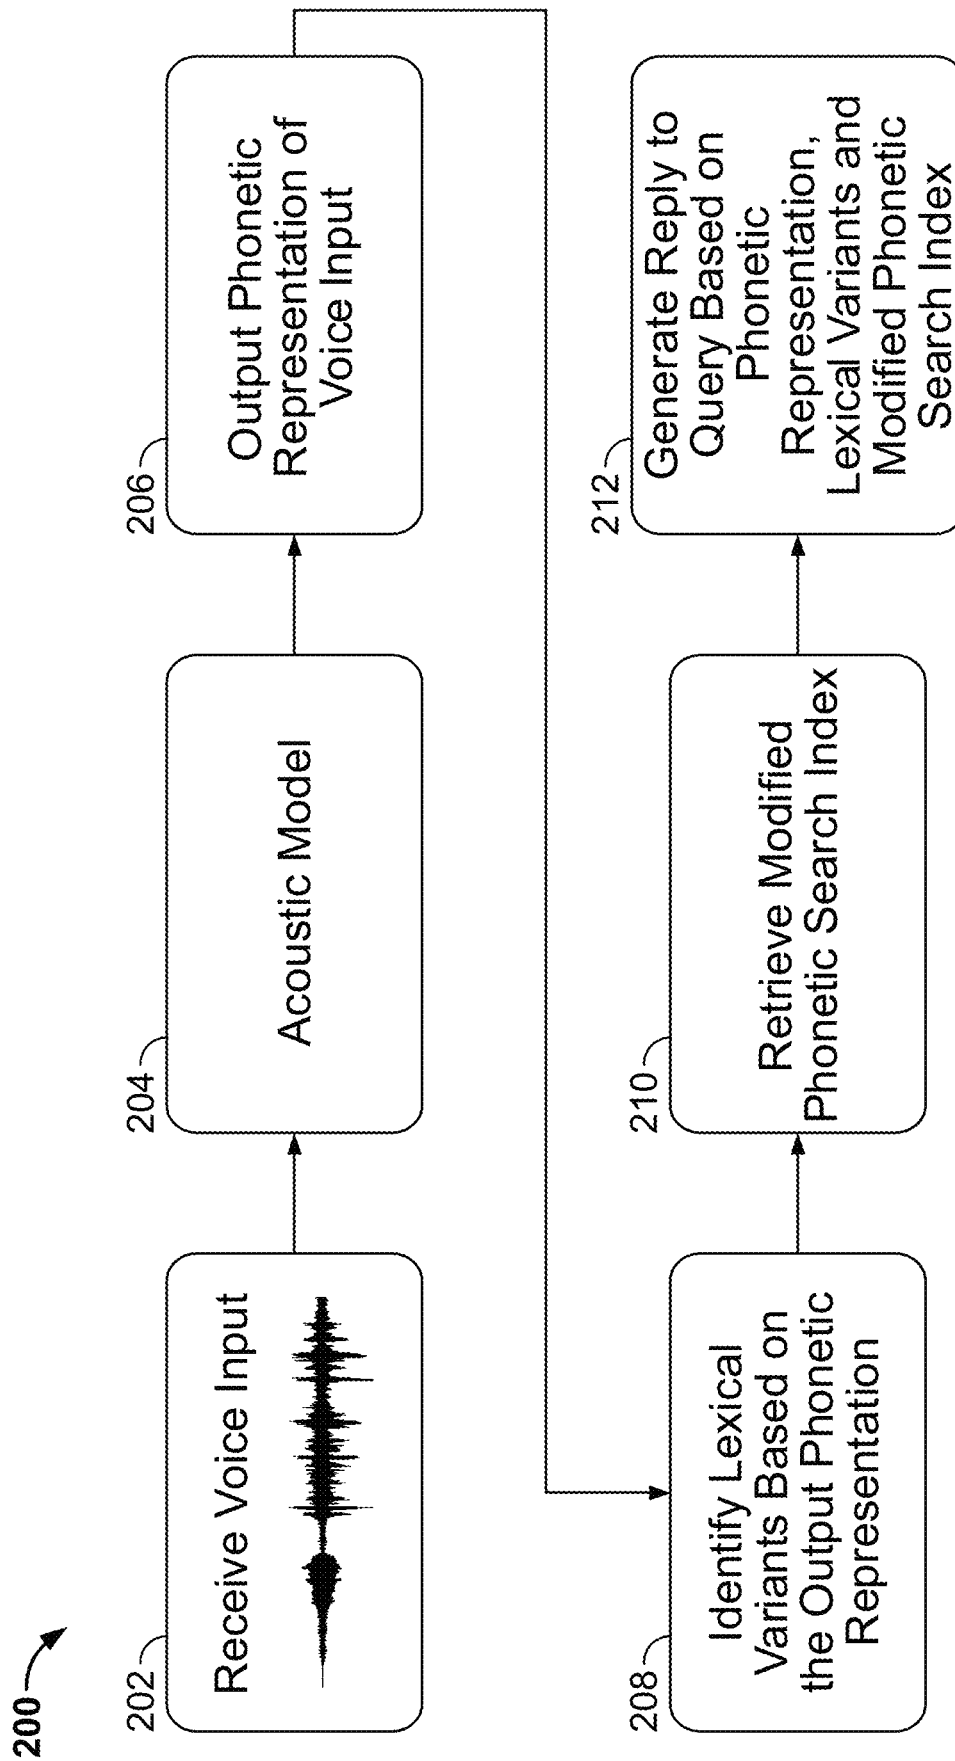 200
202
Receive Voice Input
204
Acoustic Model
206
Output Phonetic
Representation of
Voice Input
208
Identify Lexical
Variants Based on
the Output Phonetic
Representation
210
Retrieve Modified
Phonetic Search Index
212
Generate Reply to
Query Based on
Phonetic
Representation,
Lexical Variants and
Modified Phonetic
Search Index